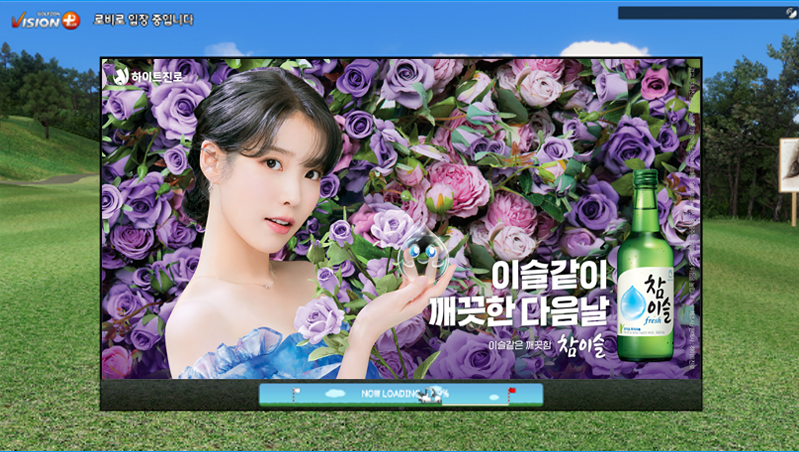 GOLFZON
VISION
로비로 입장 중입니다
하이트진로
이슬같이
깨끗한 다음날
이슬같은 깨끗함 참이슬
참이슬
fresh
NOW LOADING